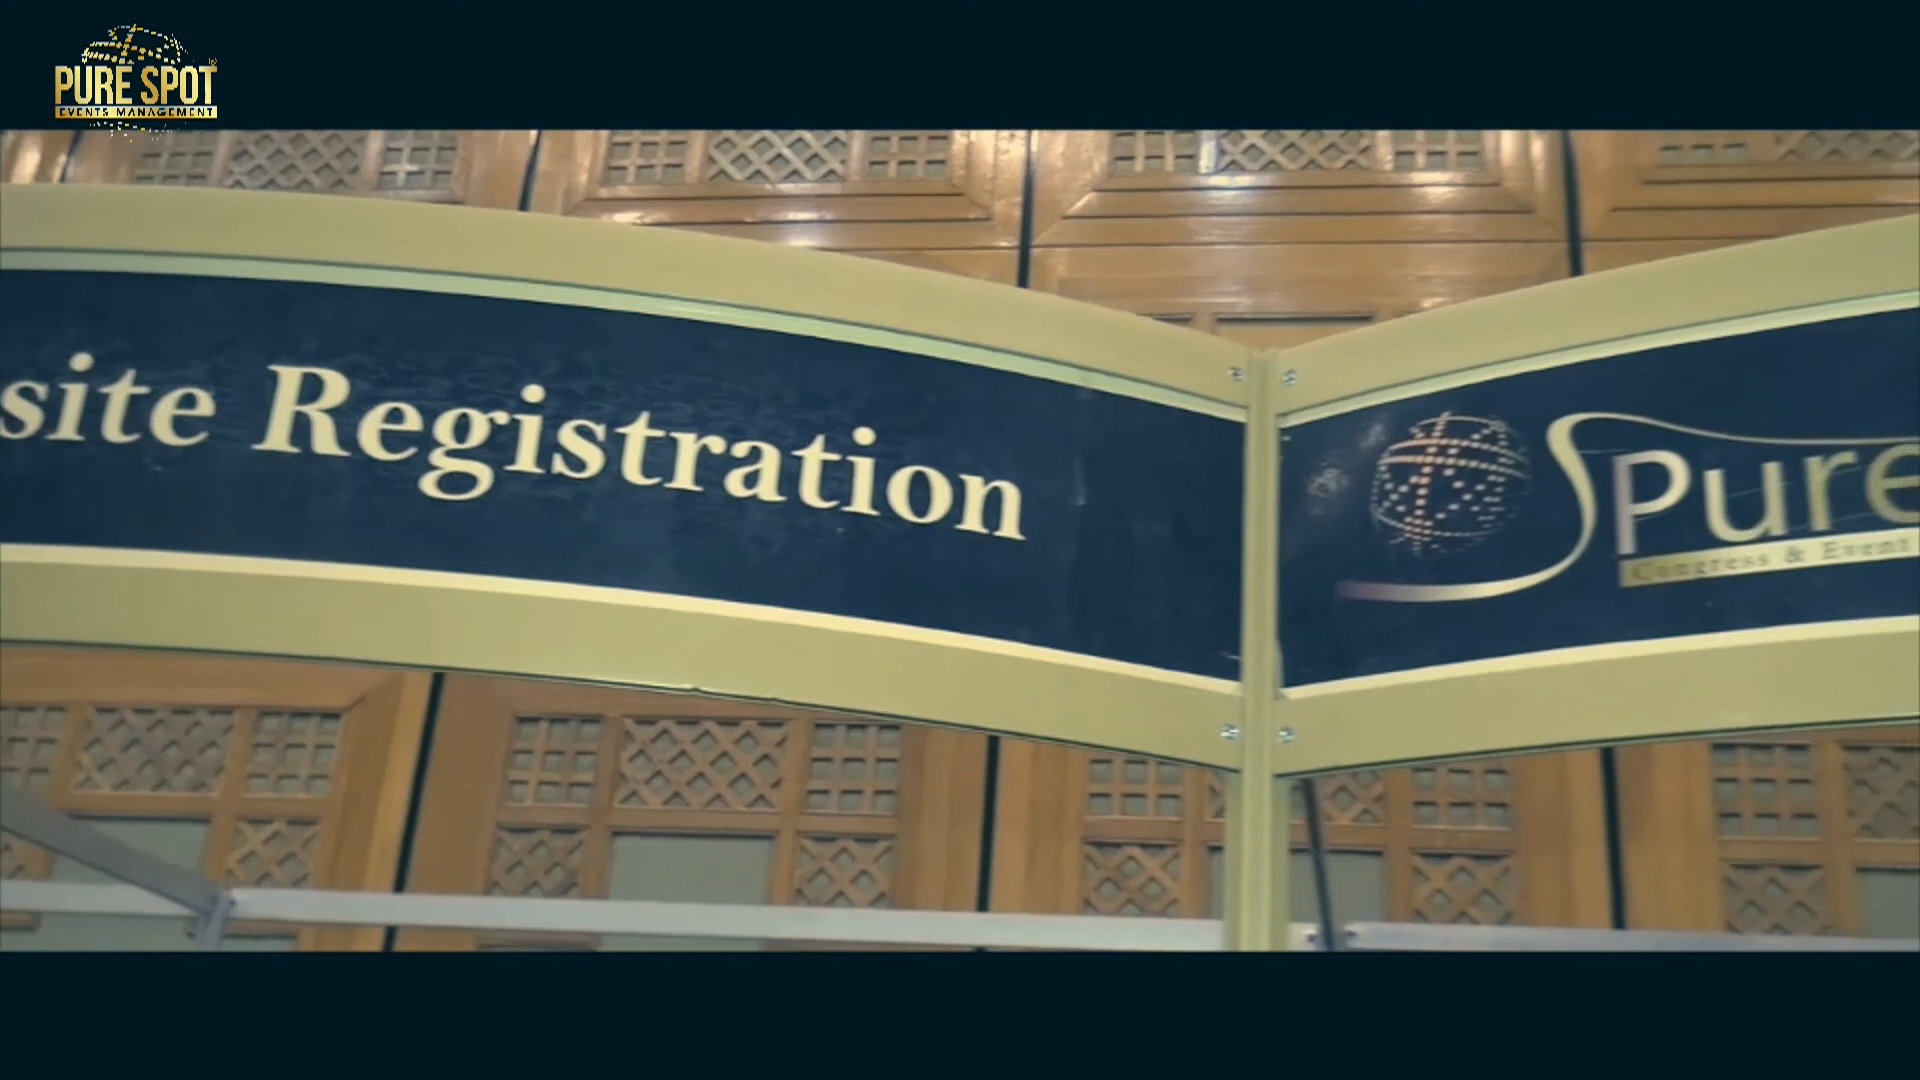 PURE SPOT
EVENTS MANAGEMENT
site Registration
Pure
Congress & Event